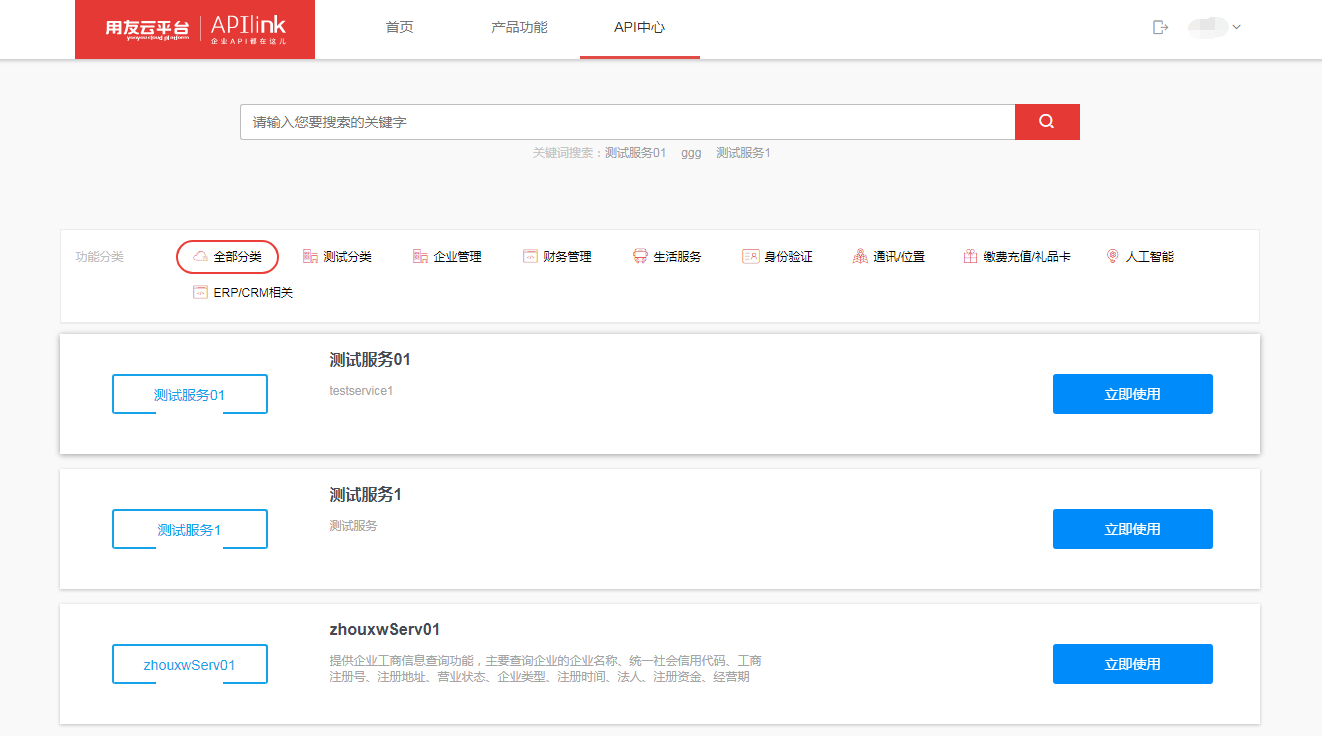 用友云平台 APIlink
yonyou cloud platform 企业API都在这儿
首页 产品功能 API中心
请输入您要搜索的关键字
关键词搜索：测试服务01 ggg 测试服务1
功能分类 全部分类 测试分类 企业管理 财务管理 生活服务 身份验证 通讯/位置 缴费充值/礼品卡 人工智能
ERP/CRM相关
测试服务01
testservice1
测试服务01
立即使用
测试服务1
测试服务
测试服务1
立即使用
zhouxwServ01
提供企业工商信息查询功能，主要查询企业的企业名称、统一社会信用代码、工商
注册号、注册地址、营业状态、企业类型、注册时间、法人、注册资金、经营期
zhouxwServ01
立即使用